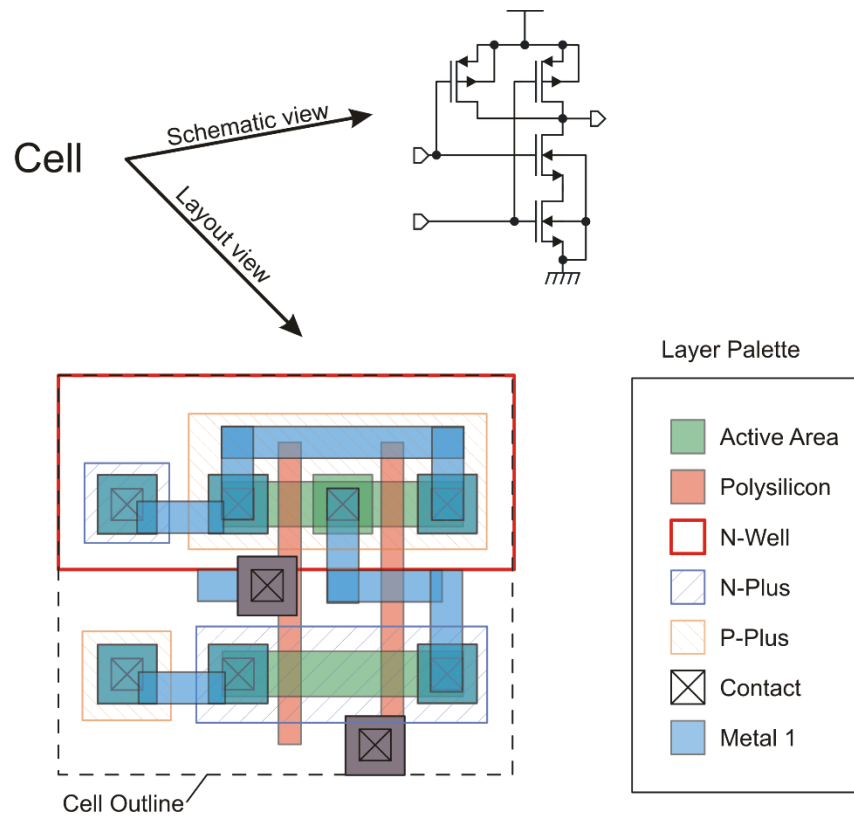 Schematic view
Cell
Layout view
Layer Palette
Active Area
Polysilicon
N-Well
N-Plus
P-Plus
Contact
Metal 1
Cell Outline